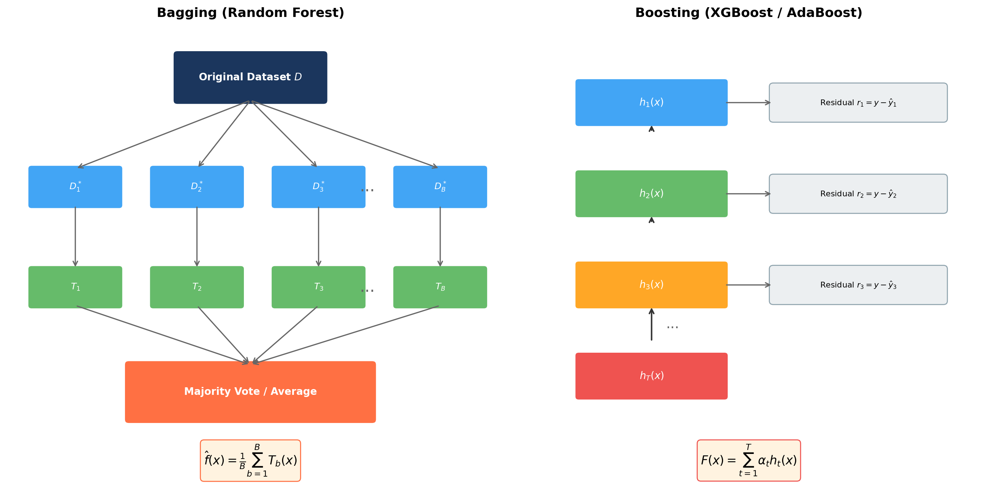 Bagging (Random Forest)
Original Dataset D
D₁* D₂* D₃* ... D_B*
T₁ T₂ T₃ ... T_B
Majority Vote / Average
f̂(x) = 1/B ∑_{b=1}^{B} T_b(x)
Boosting (XGBoost / AdaBoost)
h₁(x) Residual r₁ = y − ŷ₁
h₂(x) Residual r₂ = y − ŷ₂
h₃(x) Residual r₃ = y − ŷ₃
...
h_T(x)
F(x) = ∑_{t=1}^{T} α_t h_t(x)